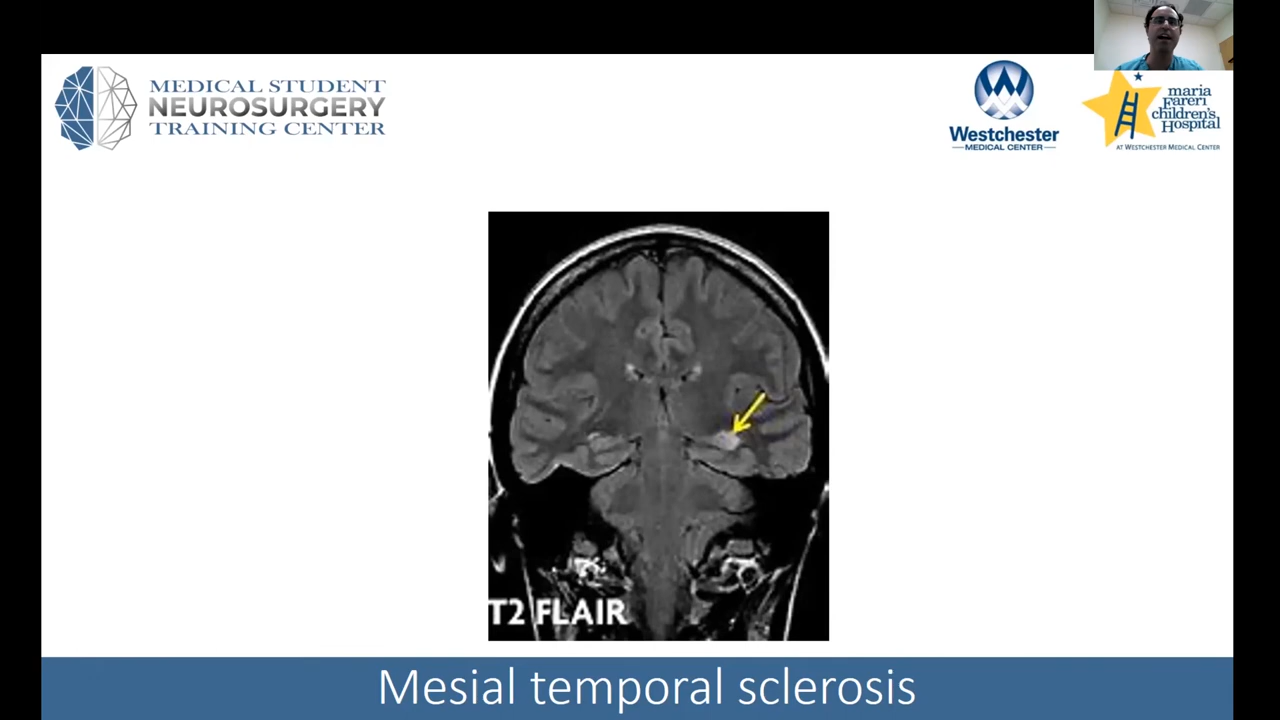 MEDICAL STUDENT
NEUROSURGERY
TRAINING CENTER
Westchester
MEDICAL CENTER
maria
Fareri
children's
Hospital
AT WESTCHESTER MEDICAL CENTER
T2 FLAIR
Mesial temporal sclerosis